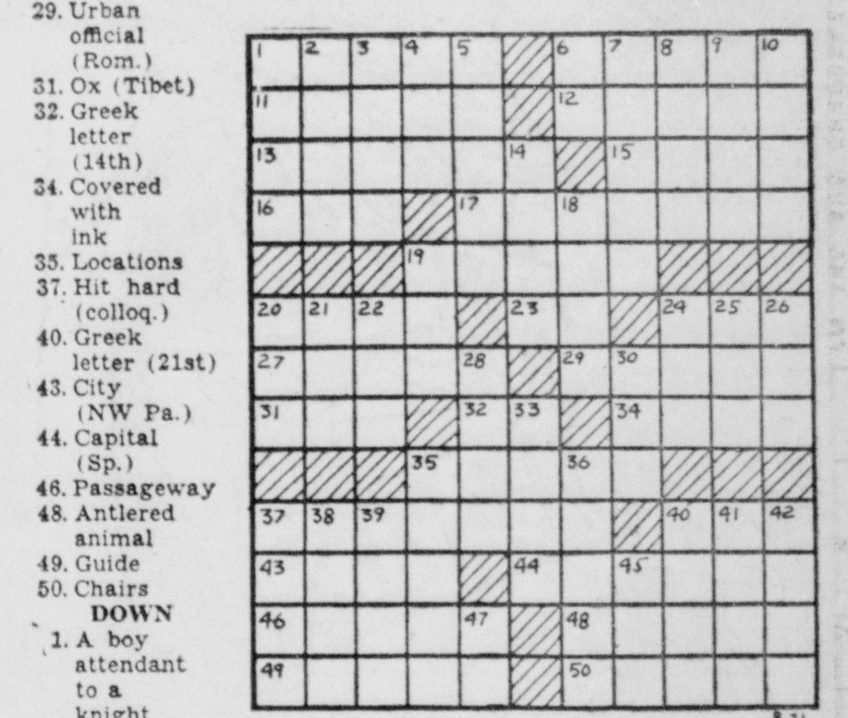 29. Urban
official
(Rom.)
31. Ox (Tibet)
32. Greek
letter
(14th)
34. Covered
with
ink
35. Locations
37. Hit hard
(colloq.)
40. Greek
letter (21st)
43. City
(NW Pa.)
44. Capital
(Sp.)
46. Passageway
48. Antlered
animal
49. Guide
50. Chairs
DOWN
1. A boy
attendant
to a
knight
1 2 3 4 5 6 7 8 9 10
11 12
13 14 15
16 17 18
19
20 21 22 23 24 25 26
27 28 29 30
31 32 33 34
35 36
37 38 39 40 41 42
43 44 45
46 47 48
49 50